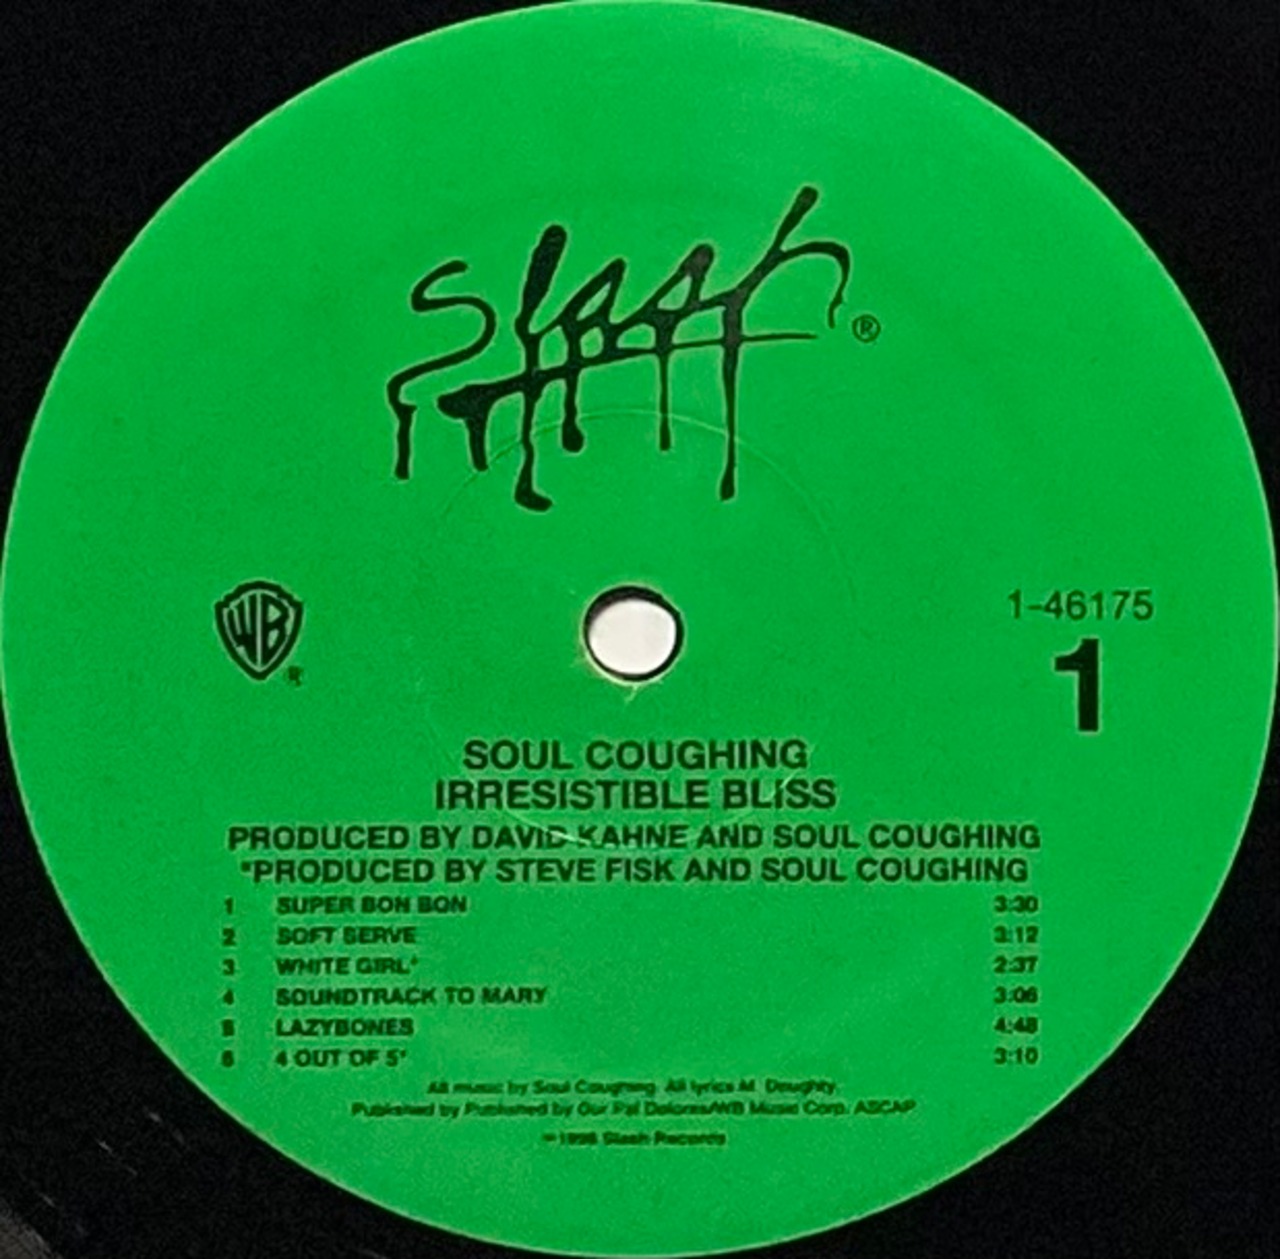 Slash®
WB®
1-46175
1
SOUL COUGHING
IRRESISTIBLE BLISS
PRODUCED BY DAVID KAHNE AND SOUL COUGHING
*PRODUCED BY STEVE FISK AND SOUL COUGHING
1 SUPER BON BON 3:30
2 SOFT SERVE 3:12
3 WHITE GIRL* 2:37
4 SOUNDTRACK TO MARY 3:06
5 LAZYBONES 4:48
6 4 OUT OF 5* 3:10
All music by Soul Coughing. All lyrics M. Doughty.
Published by Published by Our Pal Dolores/WB Music Corp. ASCAP
℗1996 Slash Records